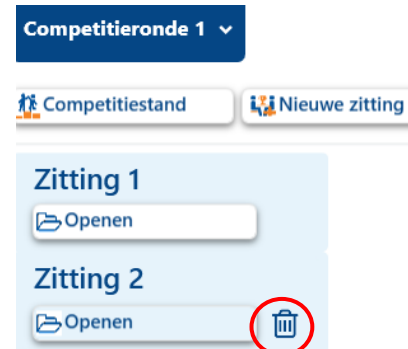 Competitieronde 1
Competitiestand Nieuwe zitting
Zitting 1
Openen
Zitting 2
Openen